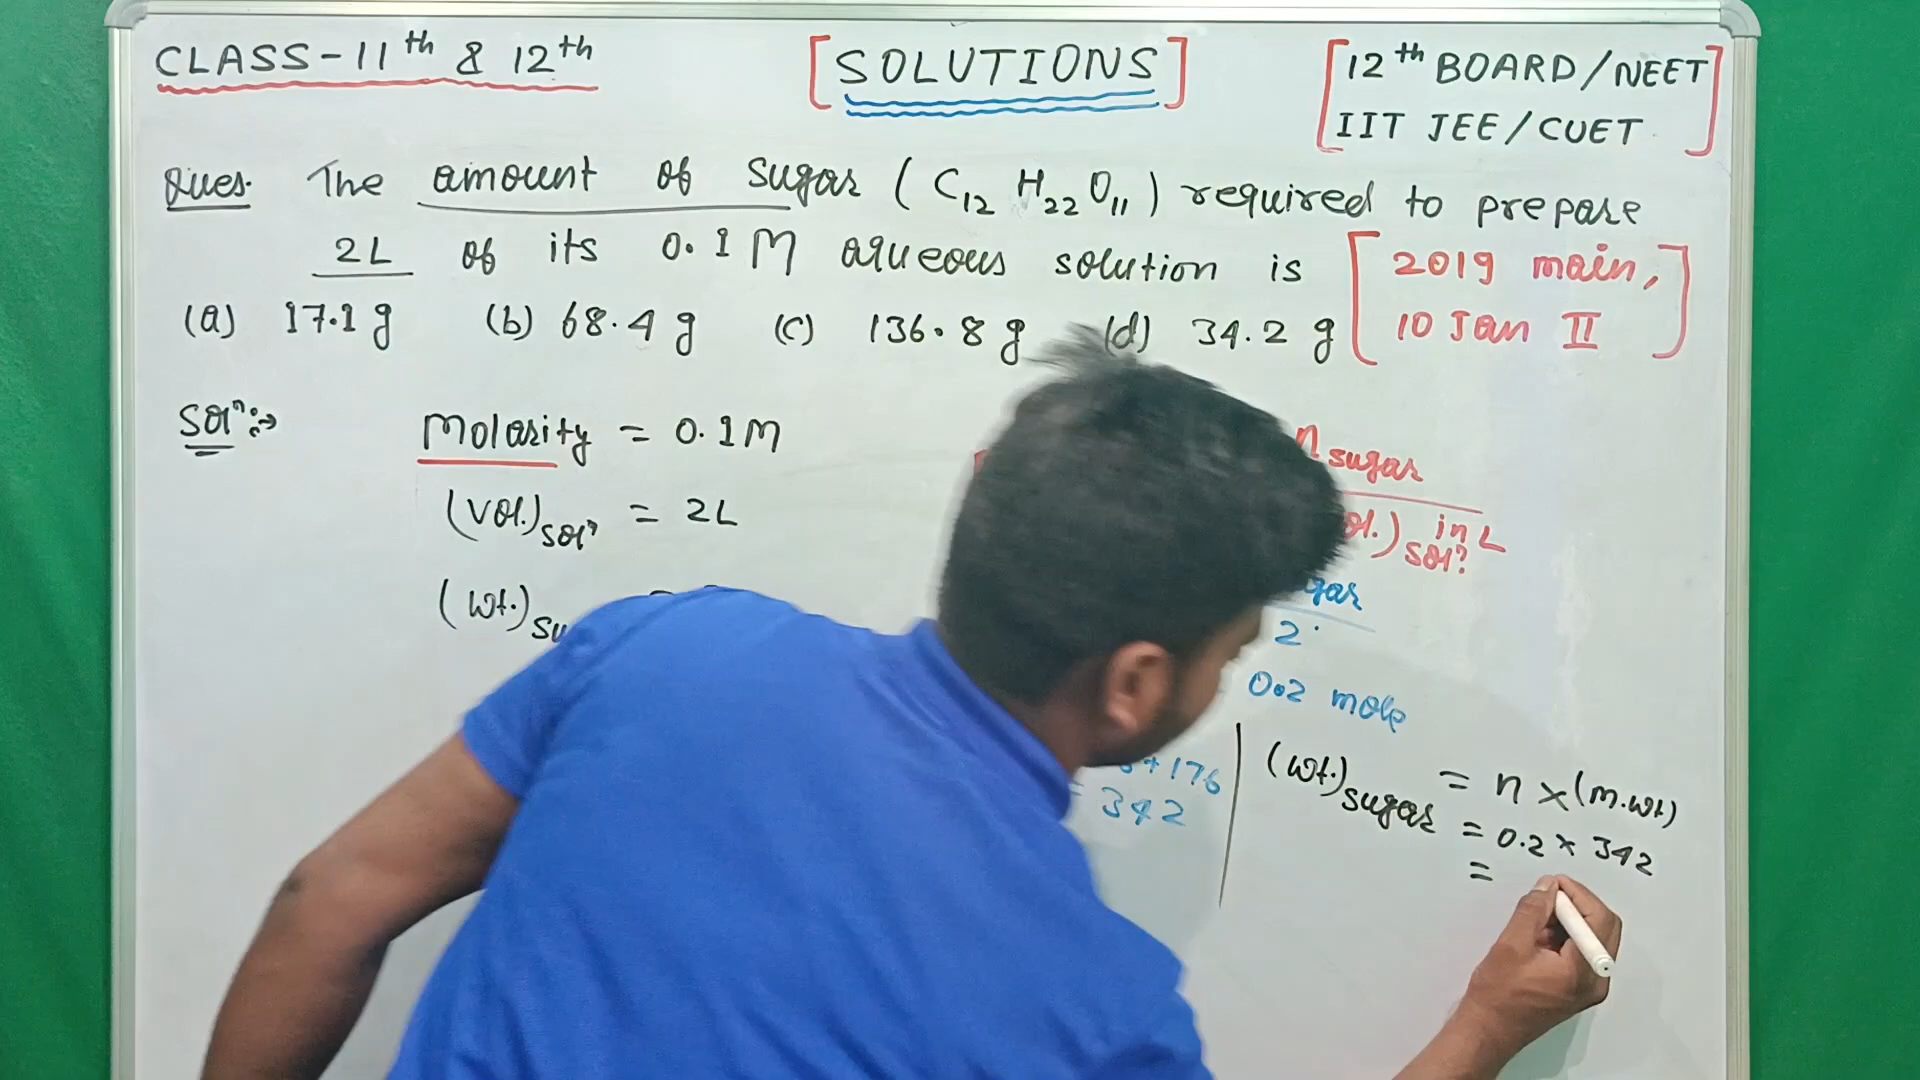 CLASS-11th & 12th
[SOLUTIONS]
[12th BOARD/NEET
IIT JEE/CUET]
Ques. The amount of sugar (C12 H22 O11) required to prepare
2L of its 0.1M aqueous solution is [2019 main,
10 Jan II]
(a) 17.1 g (b) 68.4 g (c) 136.8 g (d) 34.2 g
Solⁿ:→
Molarity = 0.1M
(Vol.)solⁿ = 2L
(wt.)su
n sugar
ol.)solⁿ in L
gar
2
0.2 mole
+176
= 342
(wt.)sugar = n × (m.wt)
= 0.2 × 342
=